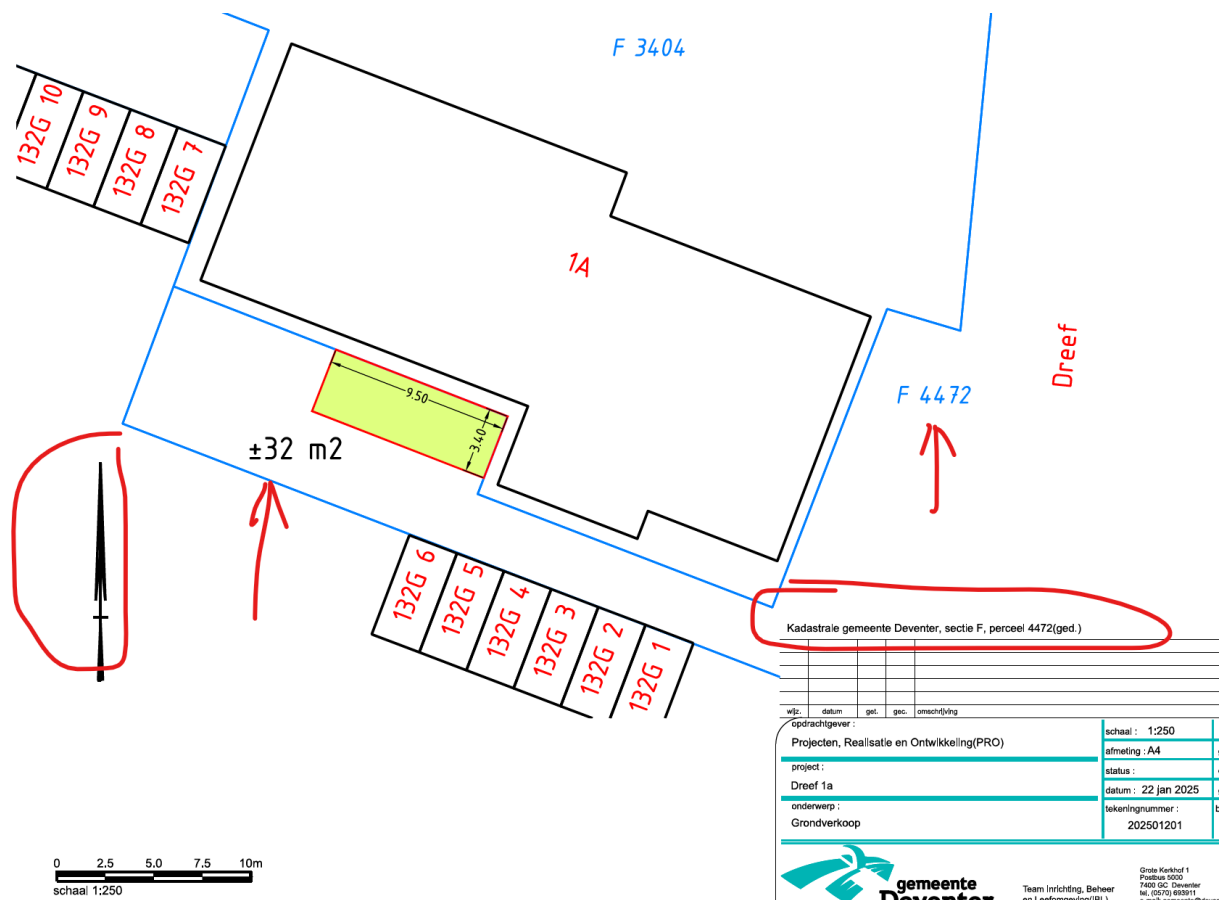 F 3404
132G 10
132G 9
132G 8
132G 7
1A
Dreef
9.50
3.40
F 4472
±32 m2
132G 6
132G 5
132G 4
132G 3
132G 2
132G 1
Kadastrale gemeente Deventer, sectie F, perceel 4472(ged.)
wijz. datum get. gec. omschrijving
opdrachtgever :
Projecten, Realisatie en Ontwikkeling(PRO)
schaal : 1:250
afmeting : A4
project :
Dreef 1a
status :
datum : 22 jan 2025
onderwerp :
Grondverkoop
tekeningnummer :
202501201
0 2.5 5.0 7.5 10m
schaal 1:250
gemeente
Deventer
Team Inrichting, Beheer
en Leefomgeving(IBL)
Grote Kerkhof 1
Postbus 5000
7400 GC Deventer
tel. (0570) 693911